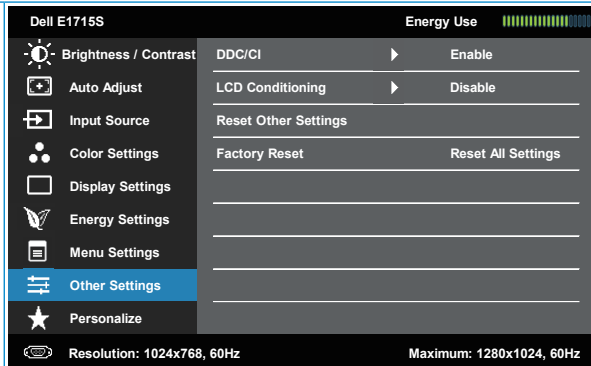 Dell E1715S Energy Use
Brightness / Contrast DDC/CI Enable
Auto Adjust LCD Conditioning Disable
Input Source Reset Other Settings
Color Settings Factory Reset Reset All Settings
Display Settings
Energy Settings
Menu Settings
Other Settings
Personalize
Resolution: 1024x768, 60Hz Maximum: 1280x1024, 60Hz